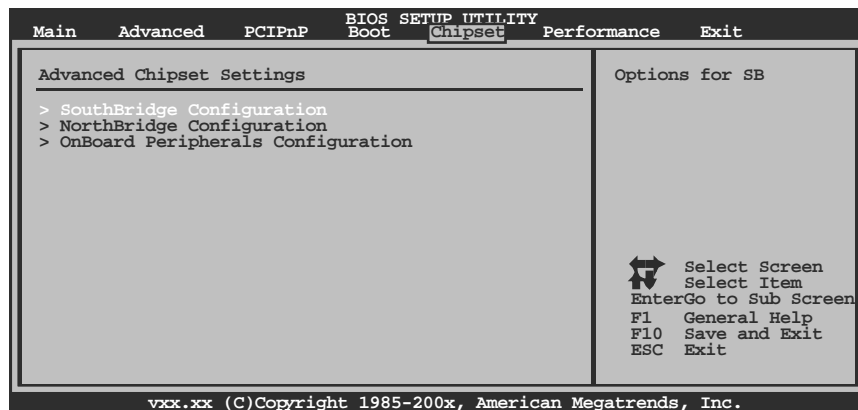 BIOS SETUP UTILITY
Main Advanced PCIPnP Boot Chipset Performance Exit
Advanced Chipset Settings
> SouthBridge Configuration
> NorthBridge Configuration
> OnBoard Peripherals Configuration
Options for SB
Select Screen
Select Item
EnterGo to Sub Screen
F1 General Help
F10 Save and Exit
ESC Exit
vxx.xx (C)Copyright 1985-200x, American Megatrends, Inc.